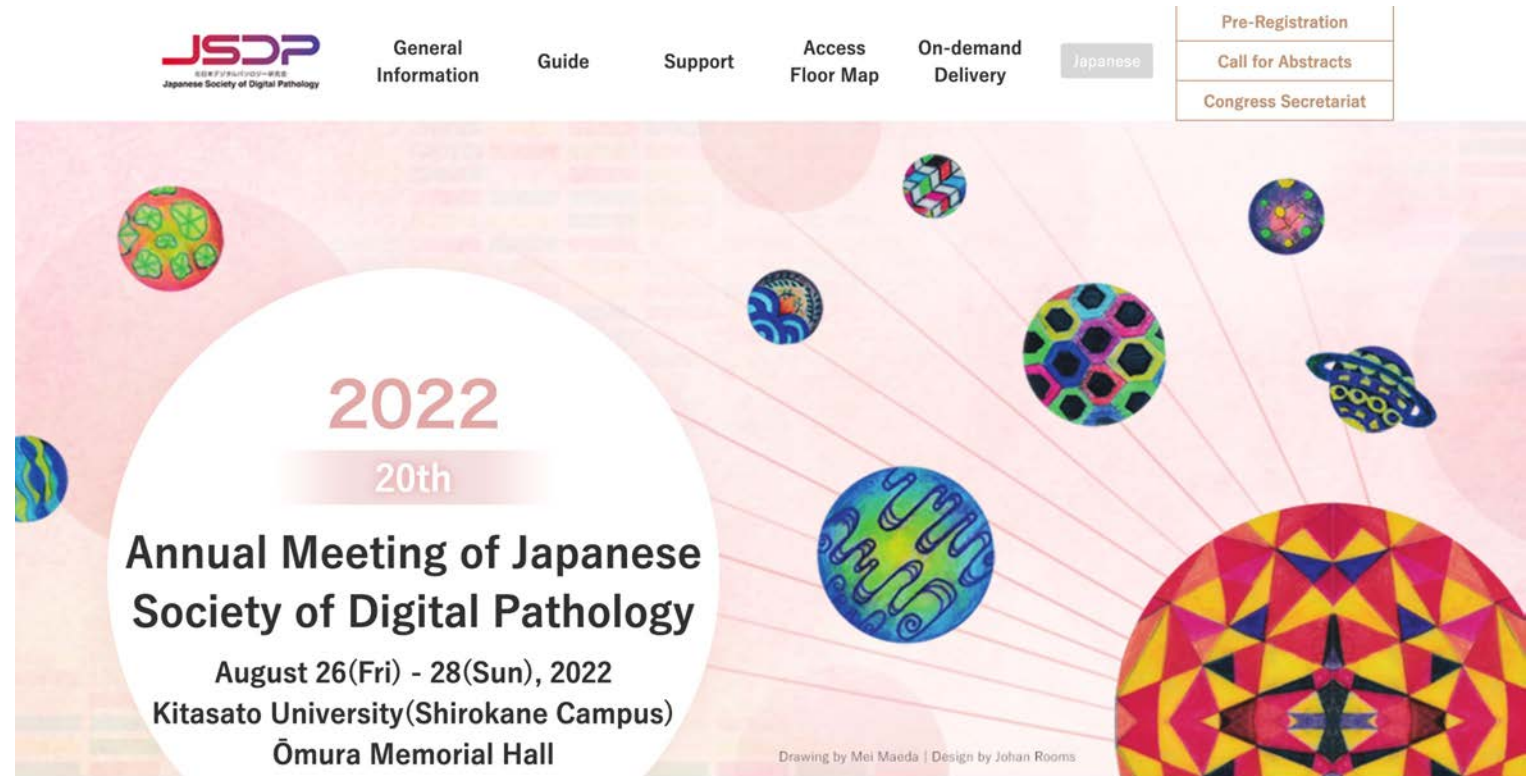 JSDP
Japanese Society of Digital Pathology
General
Information
Guide
Support
Access
Floor Map
On-demand
Delivery
Japanese
Pre-Registration
Call for Abstracts
Congress Secretariat
2022
20th
Annual Meeting of Japanese
Society of Digital Pathology
August 26(Fri) - 28(Sun), 2022
Kitasato University(Shirokane Campus)
Ōmura Memorial Hall
Drawing by Mei Maeda | Design by Johan Rooms